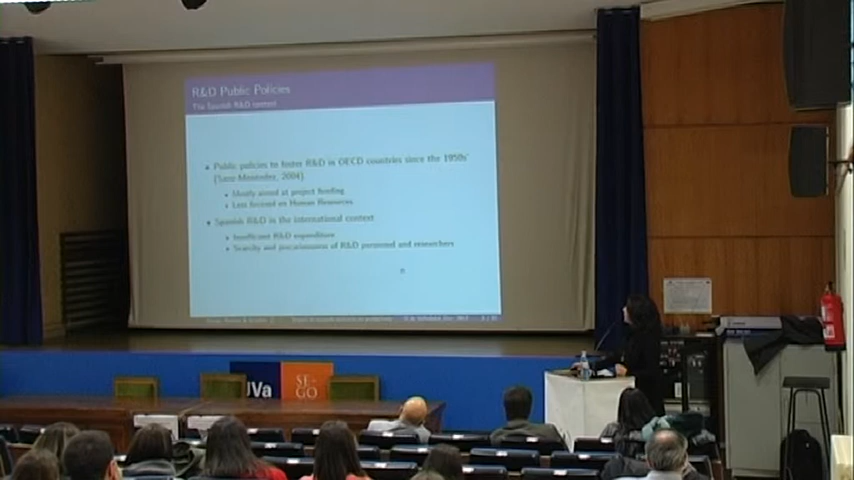 R&D Public Policies
The Spanish R&D context
Public policies to foster R&D in OECD countries since the 1950s'
(Sanz-Menéndez, 2004)
Mostly aimed at project funding
Less focused on Human Resources
Spanish R&D in the international context
Insufficient R&D expenditure
Scarcity and precariousness of R&D personnel and researchers
UVa
SE-
GO